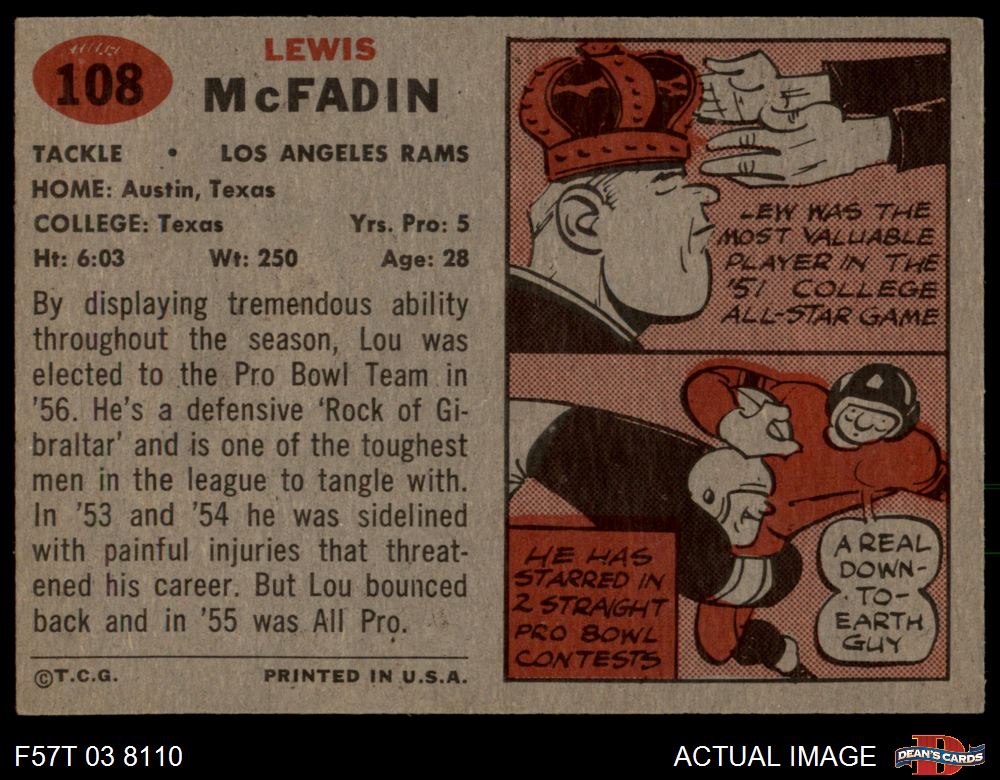 108
LEWIS
McFADIN
TACKLE • LOS ANGELES RAMS
HOME: Austin, Texas
COLLEGE: Texas Yrs. Pro: 5
Ht: 6:03 Wt: 250 Age: 28
By displaying tremendous ability
throughout the season, Lou was
elected to the Pro Bowl Team in
'56. He's a defensive 'Rock of Gi-
braltar' and is one of the toughest
men in the league to tangle with.
In '53 and '54 he was sidelined
with painful injuries that threat-
ened his career. But Lou bounced
back and in '55 was All Pro.
©T.C.G. PRINTED IN U.S.A.
LEW WAS THE
MOST VALUABLE
PLAYER IN THE
'51 COLLEGE
ALL-STAR GAME
HE HAS
STARRED IN
2 STRAIGHT
PRO BOWL
CONTESTS
A REAL
DOWN-
TO-
EARTH
GUY
F57T 03 8110
ACTUAL IMAGE
DEAN'S CARDS